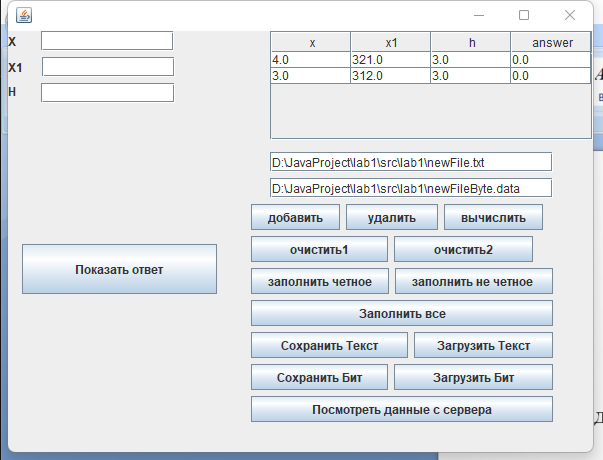 X
X1
H
x x1 h answer
4.0 321.0 3.0 0.0
3.0 312.0 3.0 0.0
D:\JavaProject\lab1\src\lab1\newFile.txt
D:\JavaProject\lab1\src\lab1\newFileByte.data
добавить удалить вычислить
очистить1 очистить2
Показать ответ
заполнить четное заполнить не четное
Заполнить все
Сохранить Текст Загрузить Текст
Сохранить Бит Загрузить Бит
Посмотреть данные с сервера